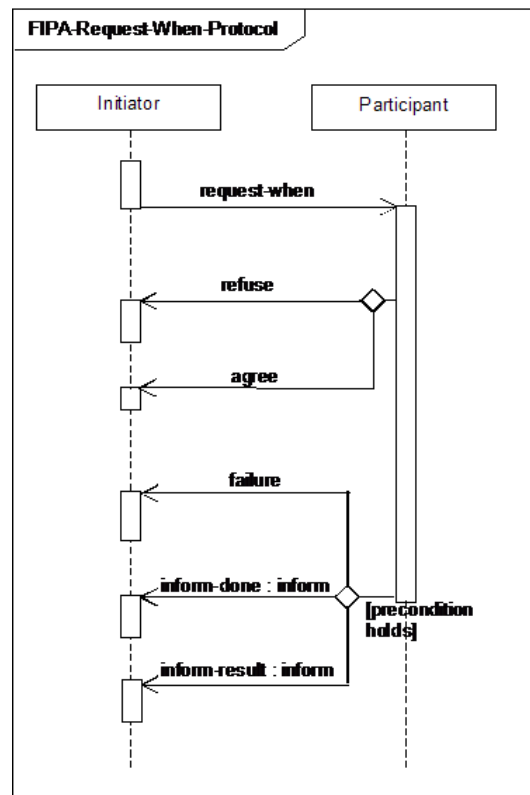 FIPA-Request-When-Protocol
Initiator
Participant
request-when
refuse
agree
failure
inform-done : inform
[precondition
holds]
inform-result : inform